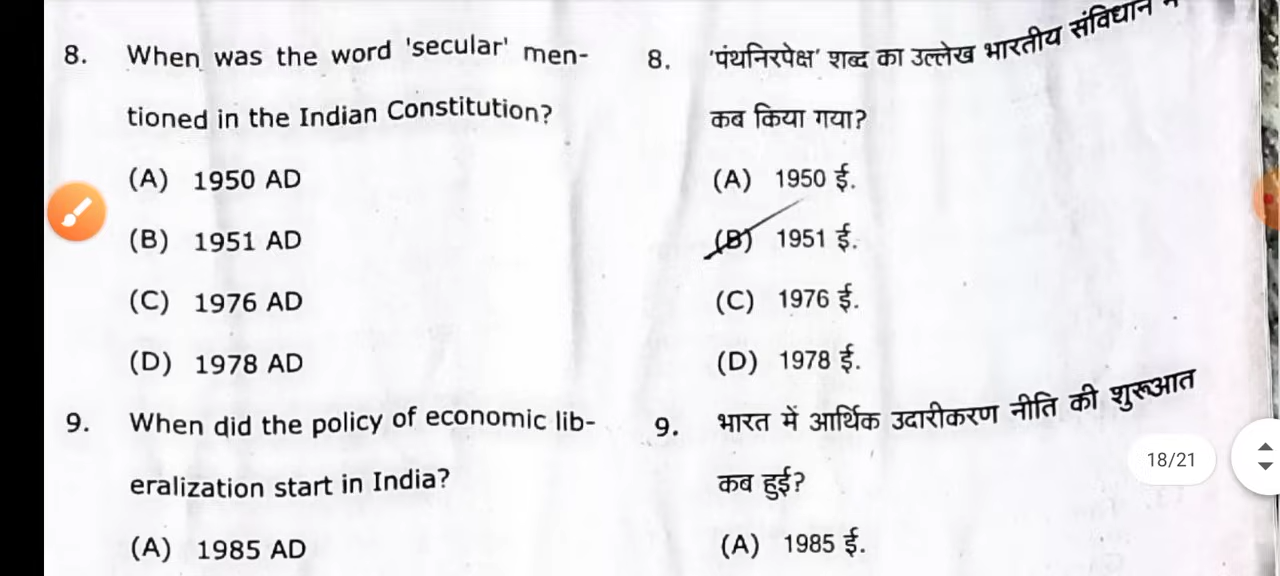 8. When was the word 'secular' men-
tioned in the Indian Constitution?
(A) 1950 AD
(B) 1951 AD
(C) 1976 AD
(D) 1978 AD
9. When did the policy of economic lib-
eralization start in India?
(A) 1985 AD
8. 'पंथनिरपेक्ष' शब्द का उल्लेख भारतीय संविधान में
कब किया गया?
(A) 1950 ई.
(B) 1951 ई.
(C) 1976 ई.
(D) 1978 ई.
9. भारत में आर्थिक उदारीकरण नीति की शुरूआत
कब हुई?
(A) 1985 ई.
18/21